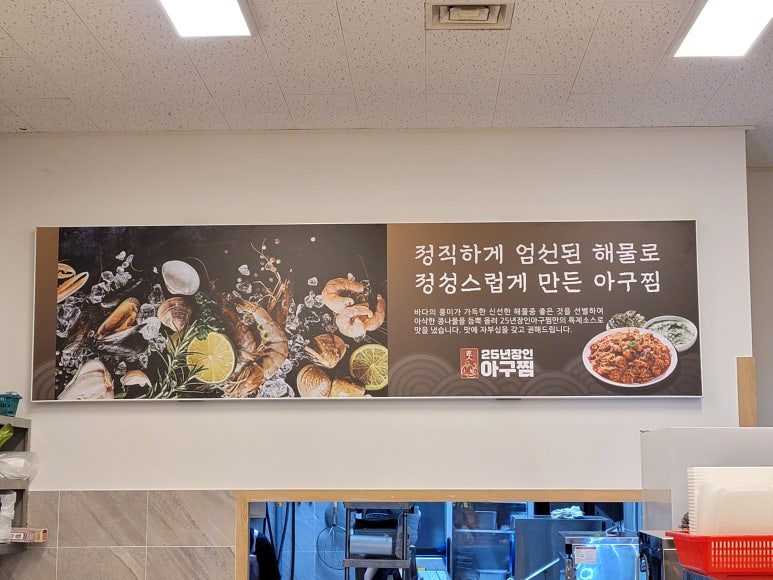 정직하게 엄선된 해물로
정성스럽게 만든 아구찜
바다의 풍미가 가득한 신선한 해물중 좋은 것을 선별하여
아삭한 콩나물을 듬뿍 올려 25년장인아구찜만의 특제소스로
맛을 냈습니다. 맛에 자부심을 갖고 권해드립니다.
25년장인
아구찜